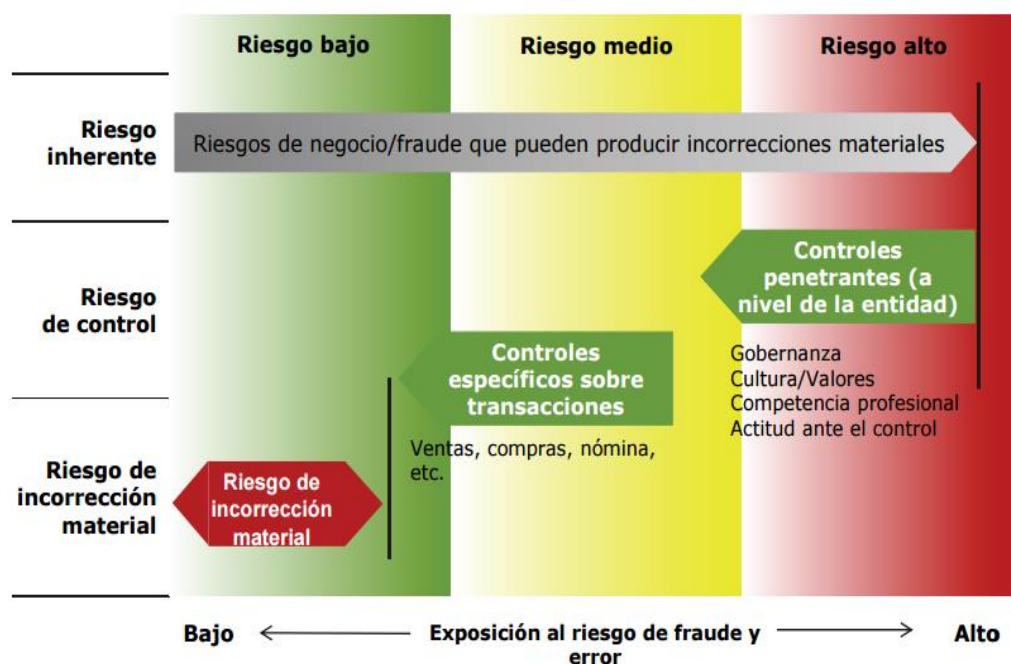 Riesgo bajo
Riesgo medio
Riesgo alto
Riesgo
inherente
Riesgos de negocio/fraude que pueden producir incorrecciones materiales
Riesgo
de control
Controles
penetrantes (a
nivel de la entidad)
Gobernanza
Cultura/Valores
Competencia profesional
Actitud ante el control
Controles
específicos sobre
transacciones
Ventas, compras, nómina,
etc.
Riesgo de
incorrección
material
Riesgo de
incorrección
material
Bajo
Exposición al riesgo de fraude y
error
Alto